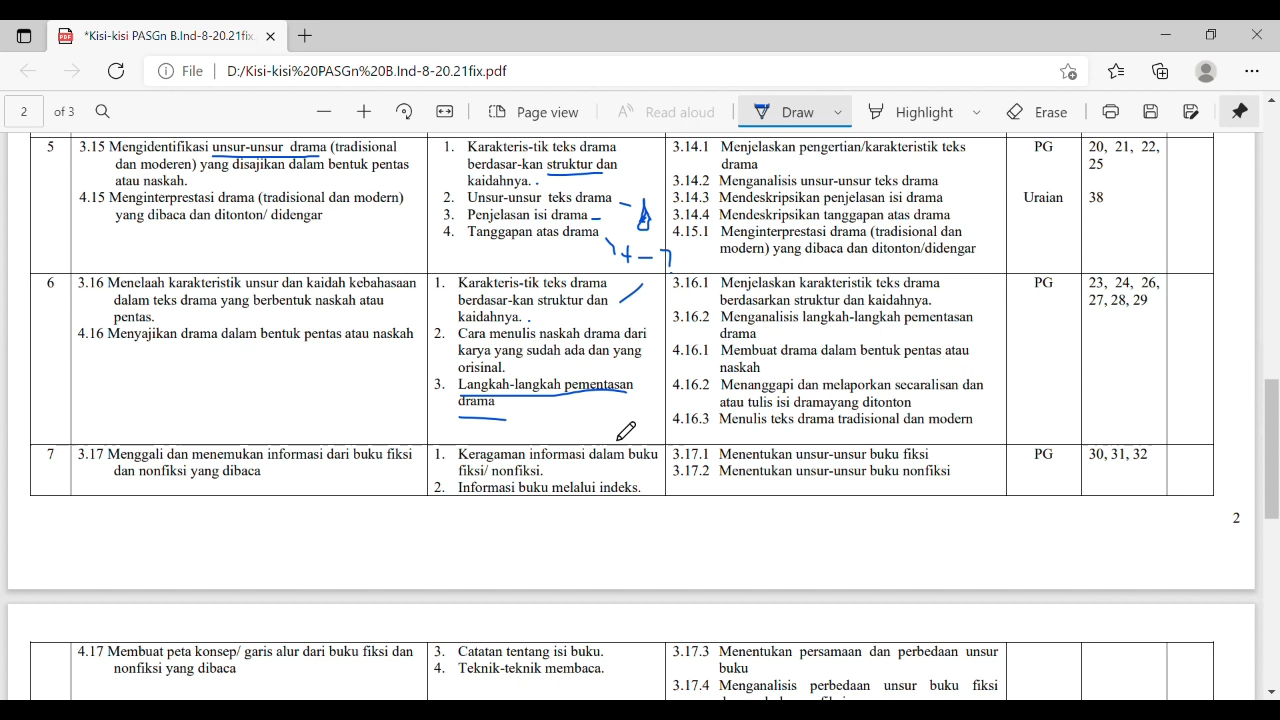 *Kisi-kisi PASGn B.Ind-8-20.21fix.
File D:/Kisi-kisi%20PASGn%20B.Ind-8-20.21fix.pdf
2 of 3 Page view Read aloud Draw Highlight Erase
5
3.15 Mengidentifikasi unsur-unsur drama (tradisional
dan moderen) yang disajikan dalam bentuk pentas
atau naskah.
4.15 Menginterprestasi drama (tradisional dan modern)
yang dibaca dan ditonton/ didengar
1. Karakteris-tik teks drama
berdasar-kan struktur dan
kaidahnya.
2. Unsur-unsur teks drama
3. Penjelasan isi drama
4. Tanggapan atas drama
3.14.1 Menjelaskan pengertian/karakteristik teks
drama
3.14.2 Menganalisis unsur-unsur teks drama
3.14.3 Mendeskripsikan penjelasan isi drama
3.14.4 Mendeskripsikan tanggapan atas drama
4.15.1 Menginterprestasi drama (tradisional dan
modern) yang dibaca dan ditonton/didengar
PG
Uraian
20, 21, 22,
25
38
6
3.16 Menelaah karakteristik unsur dan kaidah kebahasaan
dalam teks drama yang berbentuk naskah atau
pentas.
4.16 Menyajikan drama dalam bentuk pentas atau naskah
1. Karakteris-tik teks drama
berdasar-kan struktur dan
kaidahnya.
2. Cara menulis naskah drama dari
karya yang sudah ada dan yang
orisinal.
3. Langkah-langkah pementasan
drama
3.16.1 Menjelaskan karakteristik teks drama
berdasarkan struktur dan kaidahnya.
3.16.2 Menganalisis langkah-langkah pementasan
drama
4.16.1 Membuat drama dalam bentuk pentas atau
naskah
4.16.2 Menanggapi dan melaporkan secaralisan dan
atau tulis isi dramayang ditonton
4.16.3 Menulis teks drama tradisional dan modern
PG
23, 24, 26,
27, 28, 29
7
3.17 Menggali dan menemukan informasi dari buku fiksi
dan nonfiksi yang dibaca
1. Keragaman informasi dalam buku
fiksi/ nonfiksi.
2. Informasi buku melalui indeks.
3.17.1 Menentukan unsur-unsur buku fiksi
3.17.2 Menentukan unsur-unsur buku nonfiksi
PG
30, 31, 32
2
4.17 Membuat peta konsep/ garis alur dari buku fiksi dan
nonfiksi yang dibaca
3. Catatan tentang isi buku.
4. Teknik-teknik membaca.
3.17.3 Menentukan persamaan dan perbedaan unsur
buku
3.17.4 Menganalisis perbedaan unsur buku fiksi